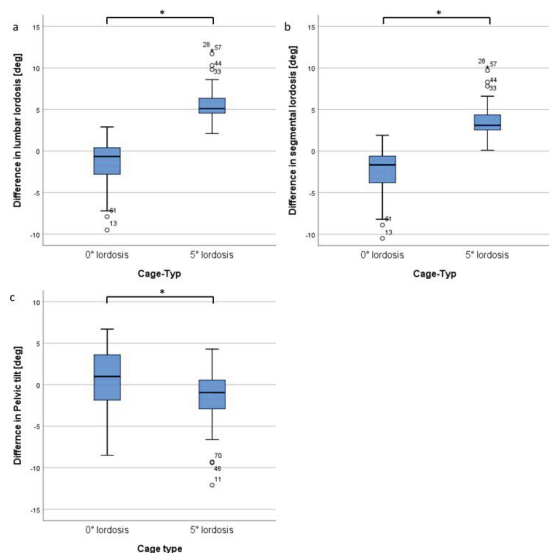 a
*
Difference in lumbar lordosis [deg]
15
10
5
0
-5
-10
28 57
44
33
61
13
0° lordosis 5° lordosis
Cage-Typ
b
*
Difference in segmental lordosis [deg]
15
10
5
0
-5
-10
28 57
44
33
61
13
0° lordosis 5° lordosis
Cage-Typ
c
*
Differnce in Pelvic tilt [deg]
10
5
0
-5
-10
-15
70
46
11
0° lordosis 5° lordosis
Cage type